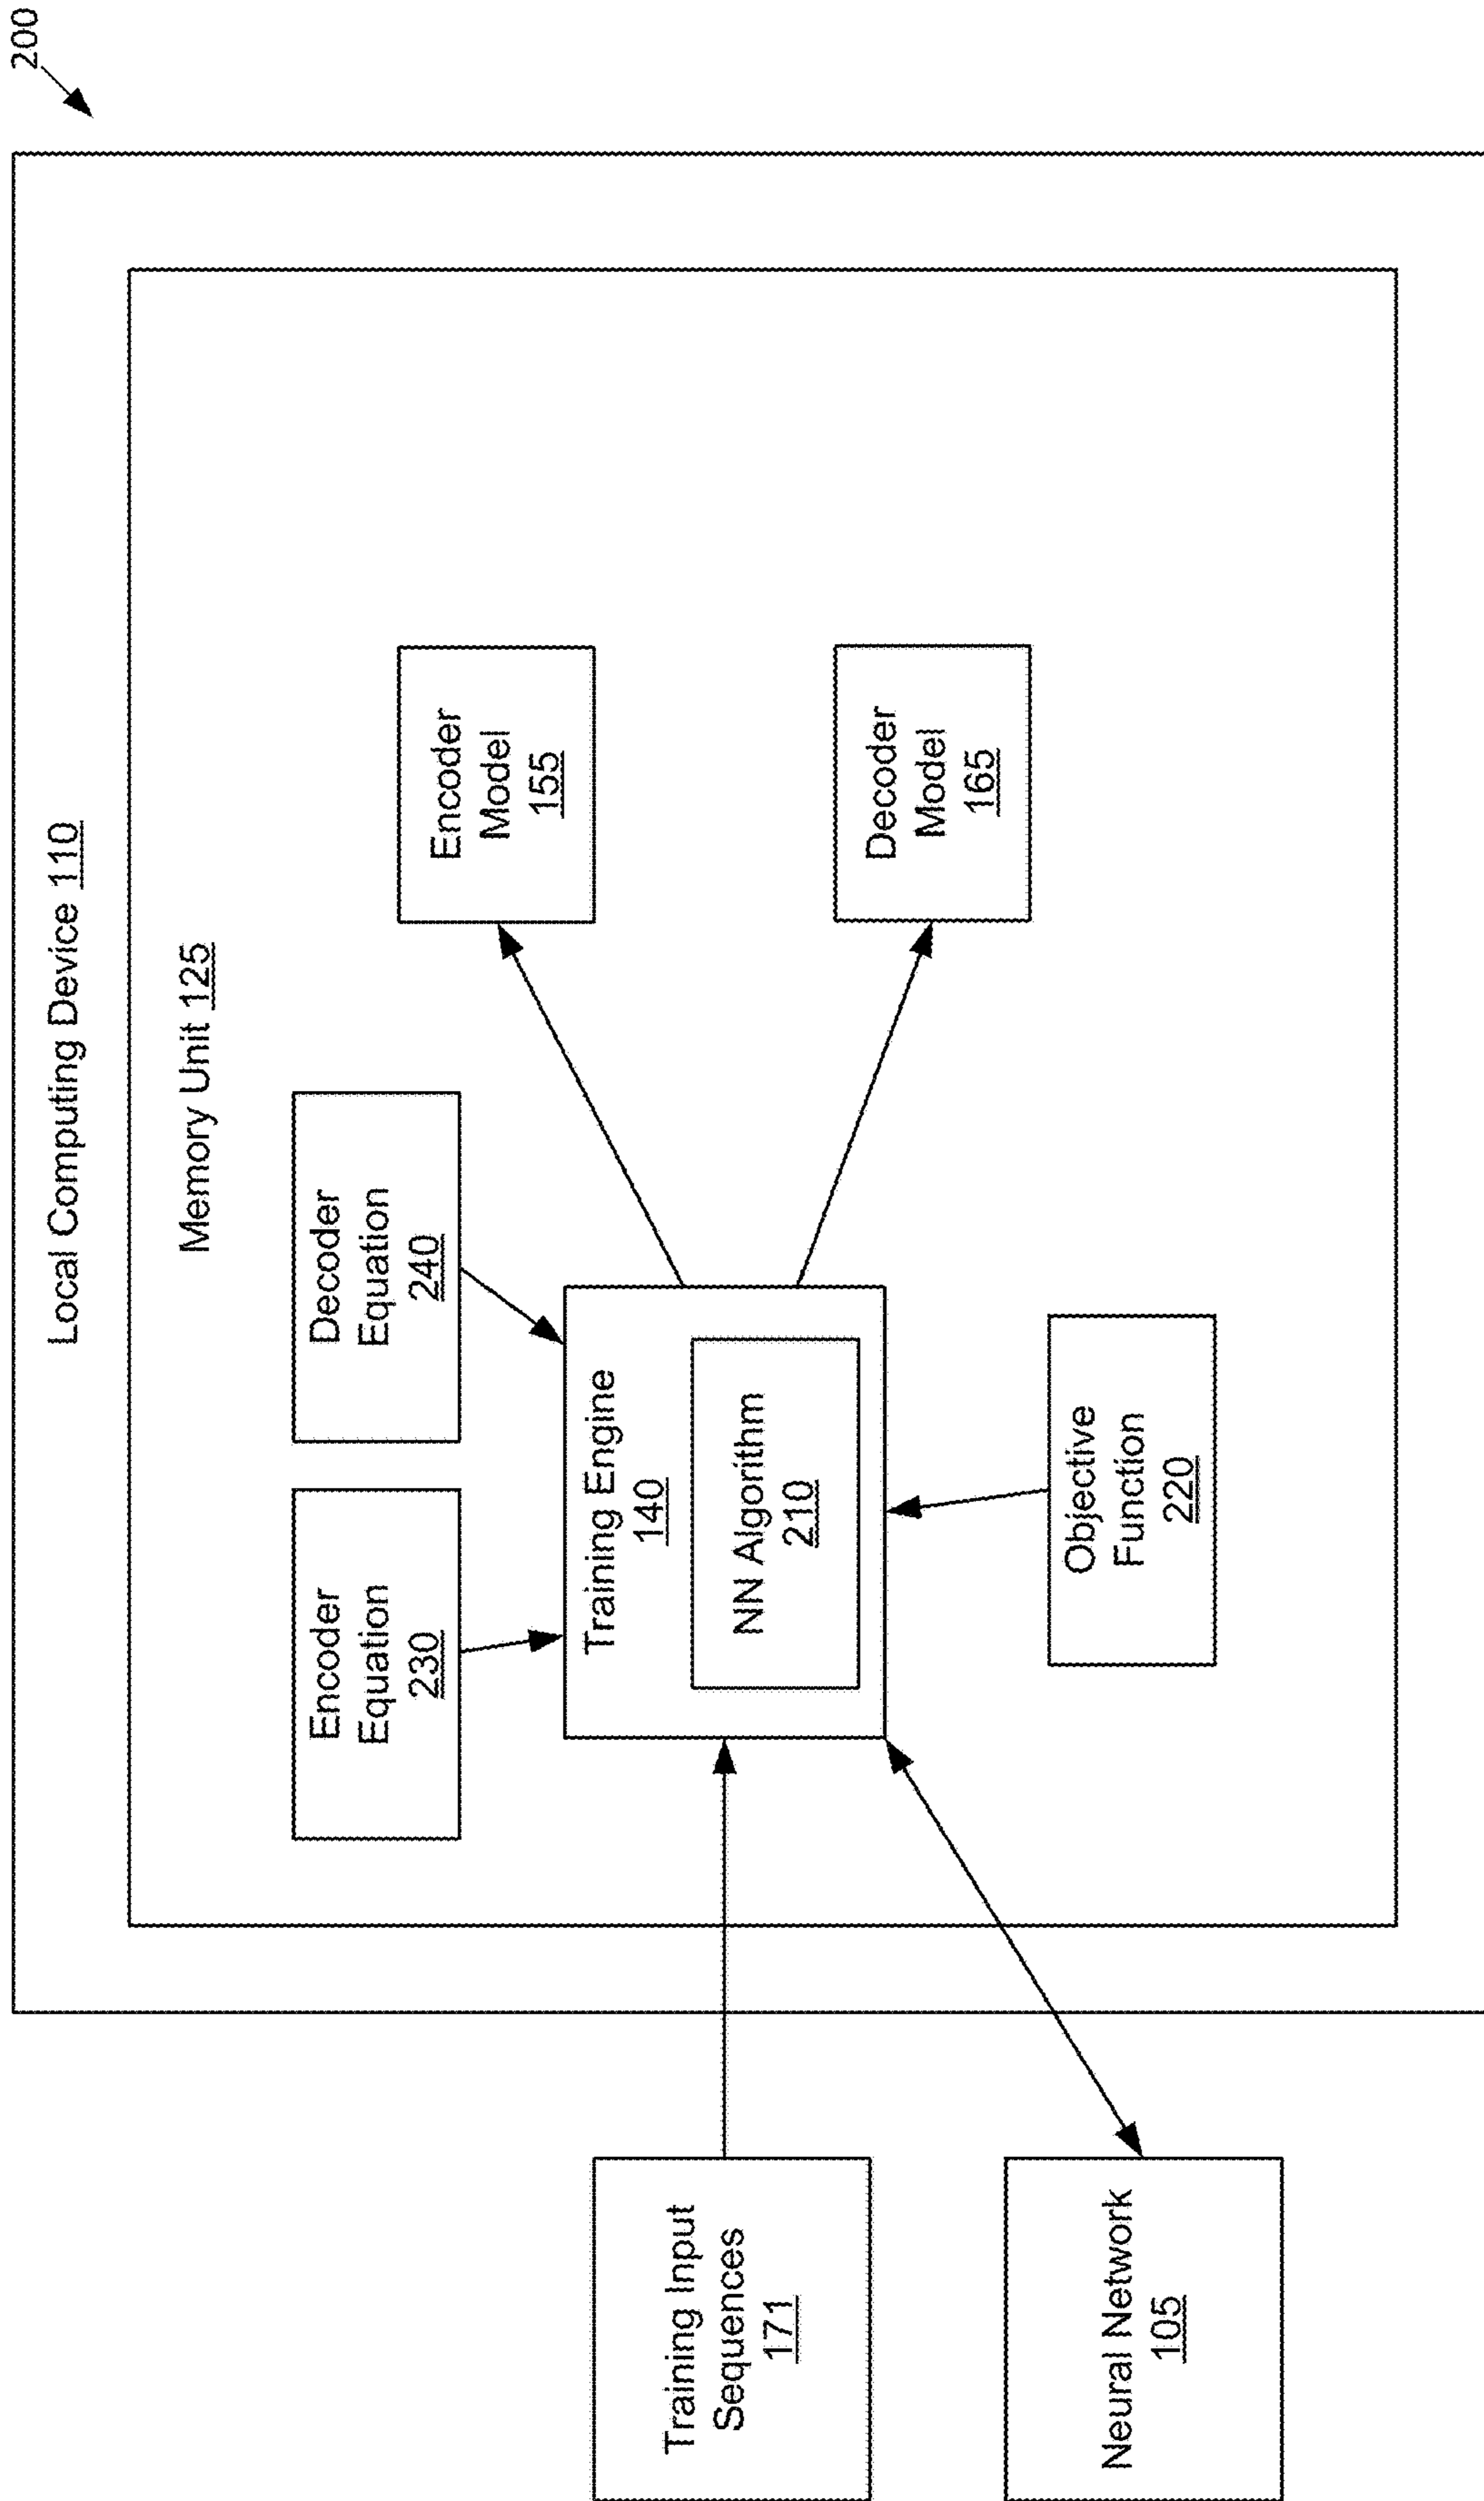 200
Local Computing Device 110
Memory Unit 125
Encoder
Equation
230
Decoder
Equation
240
Training Engine
140
NN Algorithm
210
Encoder
Model
155
Decoder
Model
165
Objective
Function
220
Training Input
Sequences
171
Neural Network
105